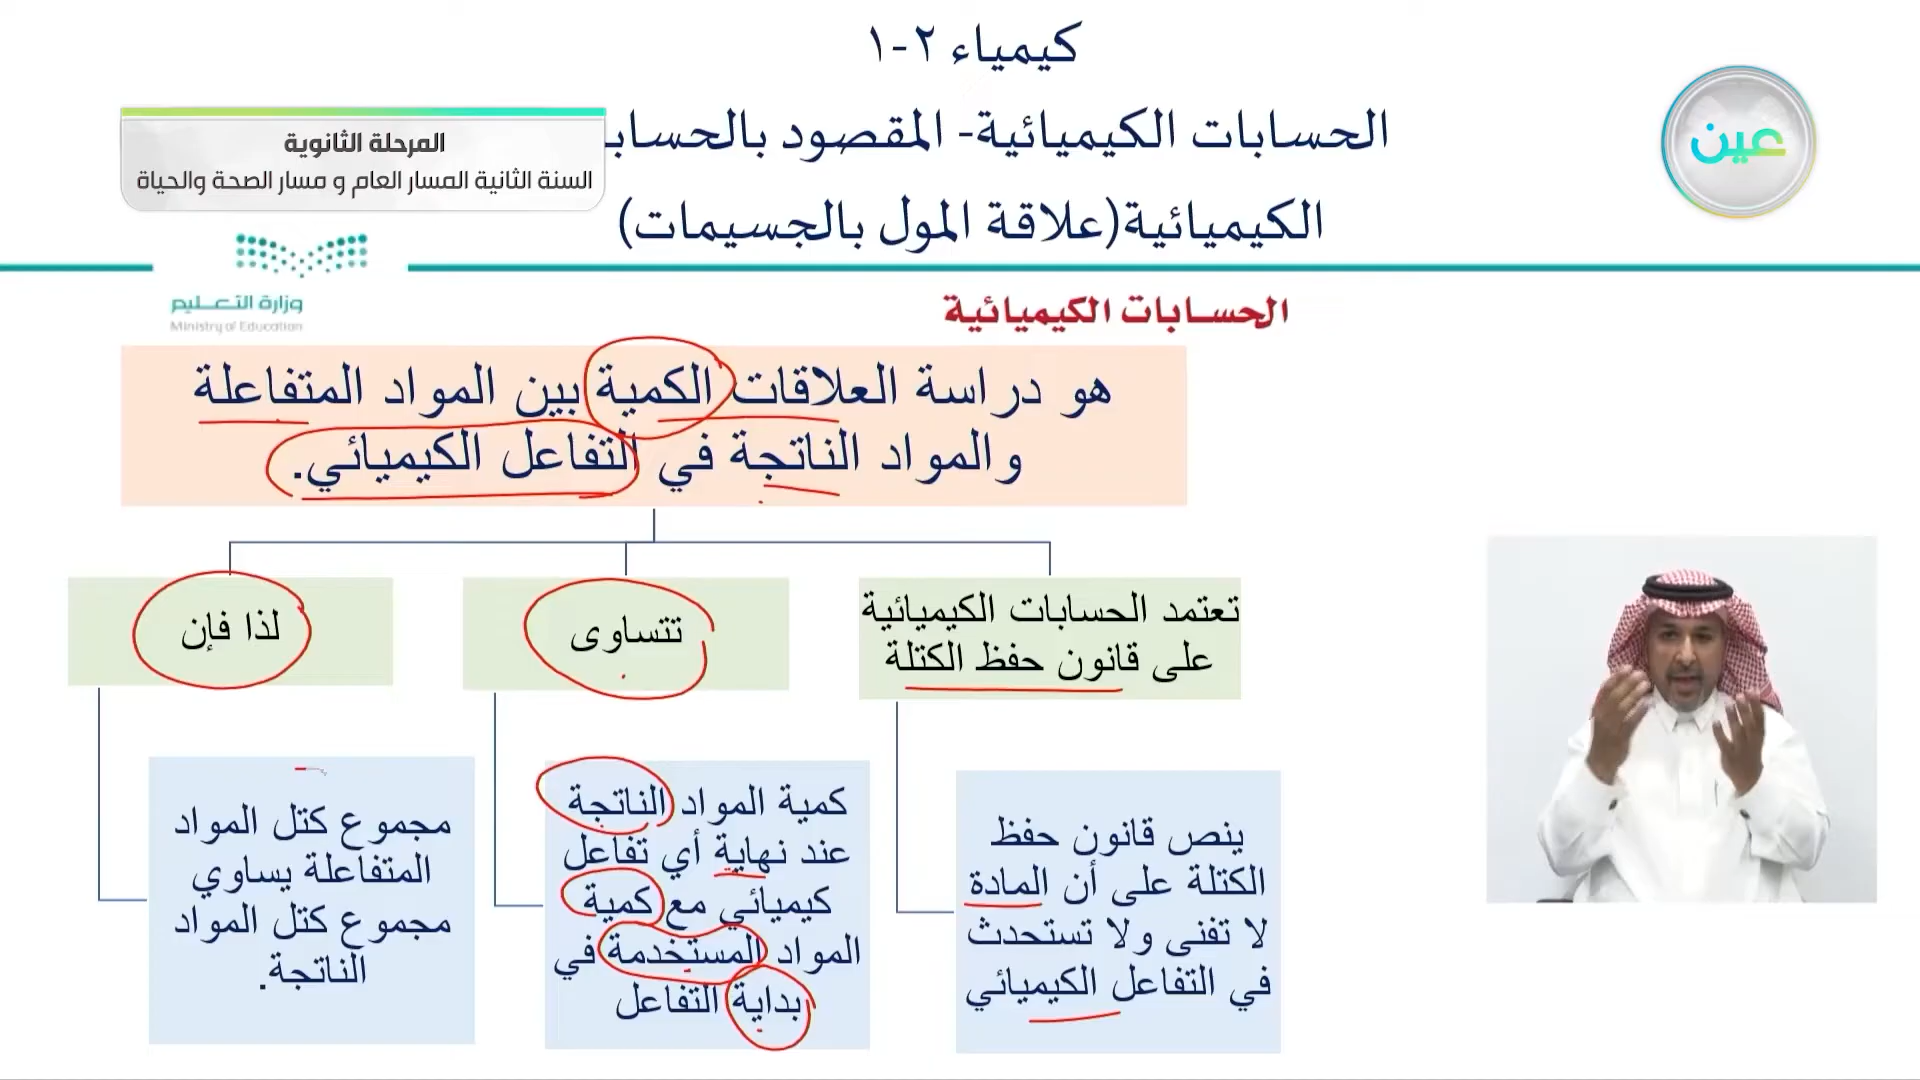 كيمياء ٢-١
الحسابات الكيميائية- المقصود بالحساب
الكيميائية(علاقة المول بالجسيمات)
عين
المرحلة الثانوية
السنة الثانية المسار العام و مسار الصحة والحياة
وزارة التعليم
Ministry of Education
الحسابات الكيميائية
هو دراسة العلاقات الكمية بين المواد المتفاعلة
والمواد الناتجة في التفاعل الكيميائي.
تعتمد الحسابات الكيميائية
على قانون حفظ الكتلة
ينص قانون حفظ
الكتلة على أن المادة
لا تفنى ولا تستحدث
في التفاعل الكيميائي
تتساوى
كمية المواد الناتجة
عند نهاية أي تفاعل
كيميائي مع كمية
المواد المستخدمة في
بداية التفاعل
لذا فإن
مجموع كتل المواد
المتفاعلة يساوي
مجموع كتل المواد
الناتجة.